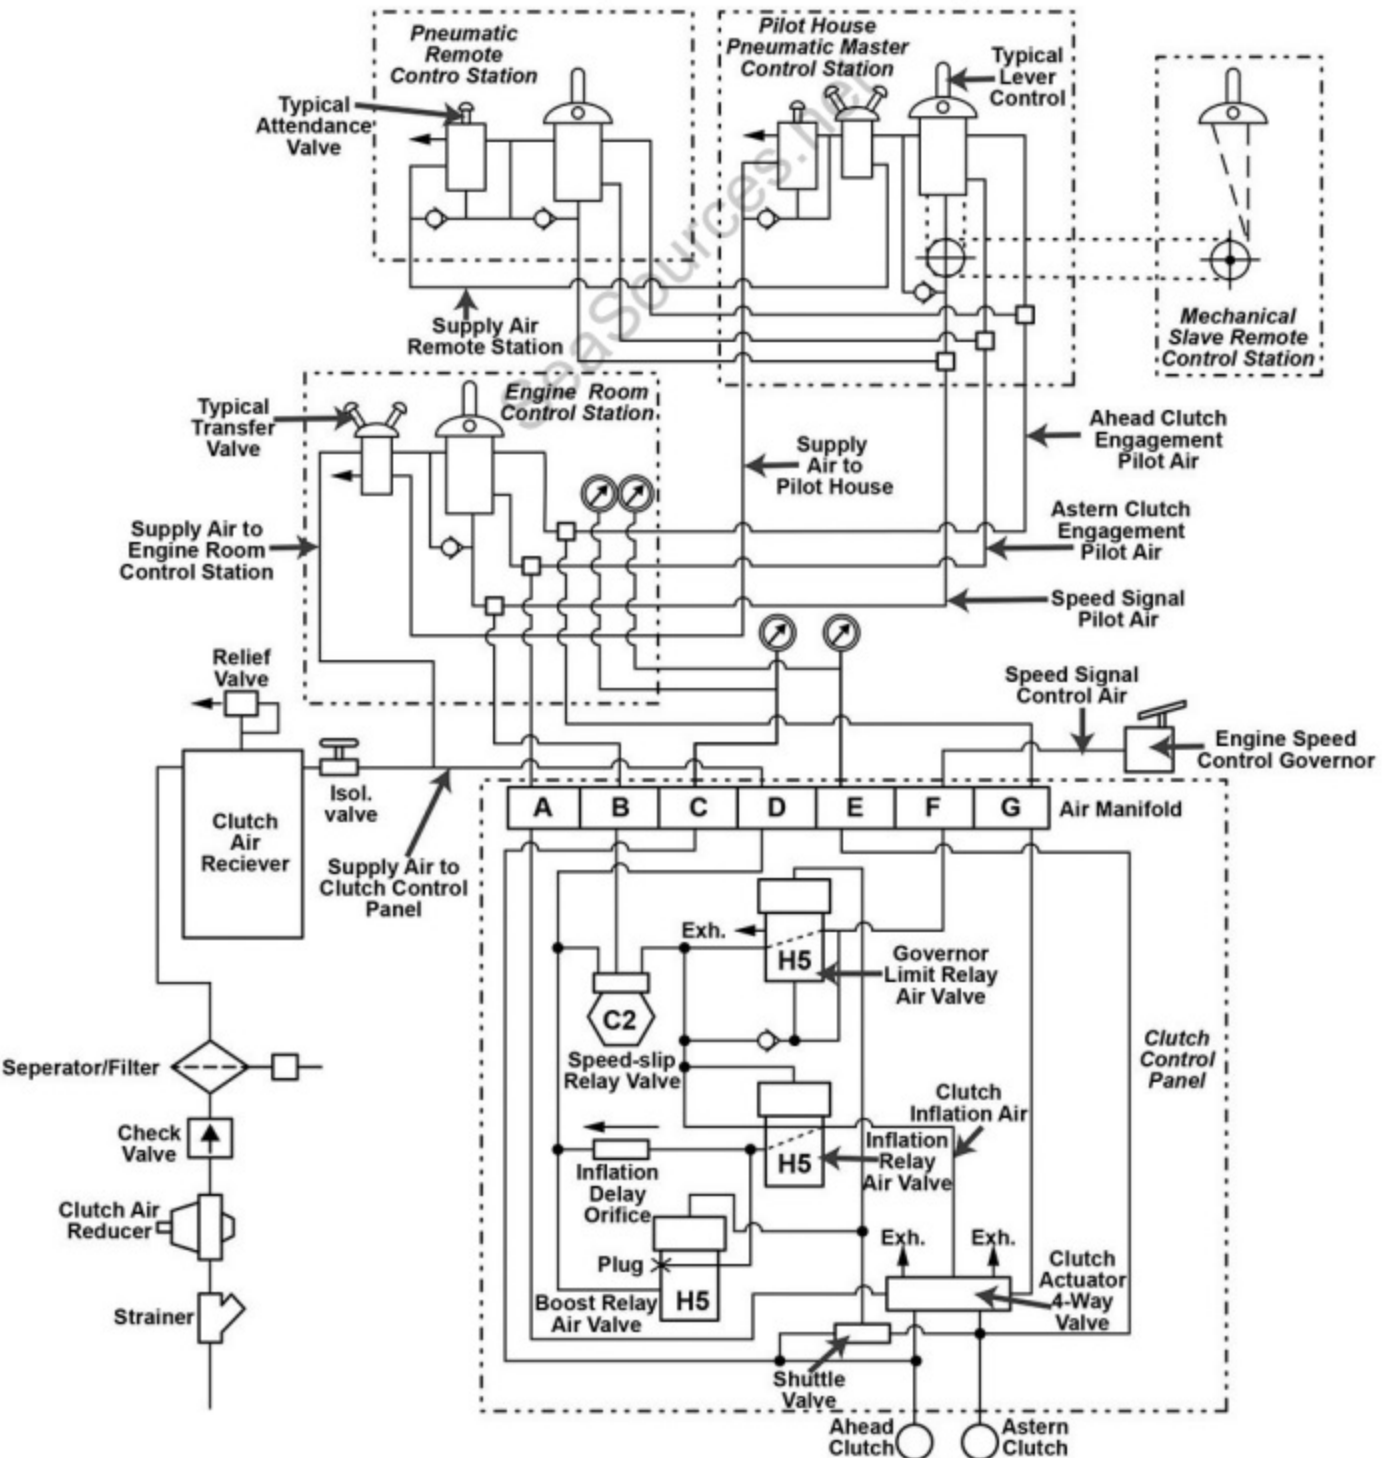 Pneumatic
Remote
Contro Station
Pilot House
Pneumatic Master
Control Station
Typical
Lever
Control
Typical
Attendance
Valve
SeaSources.net
Supply Air
Remote Station
Mechanical
Slave Remote
Control Station
Engine Room
Control Station
Typical
Transfer
Valve
Supply
Air to
Pilot House
Ahead Clutch
Engagement
Pilot Air
Supply Air to
Engine Room
Control Station
Astern Clutch
Engagement
Pilot Air
Speed Signal
Pilot Air
Relief
Valve
Speed Signal
Control Air
Engine Speed
Control Governor
Isol.
valve
Clutch
Air
Reciever
Supply Air to
Clutch Control
Panel
A B C D E F G
Air Manifold
Exh.
H5
Governor
Limit Relay
Air Valve
C2
Speed-slip
Relay Valve
Clutch
Control
Panel
Seperator/Filter
Clutch
Inflation Air
Check
Valve
H5
Inflation
Relay
Air Valve
Inflation
Delay
Orifice
Clutch Air
Reducer
Plug
H5
Boost Relay
Air Valve
Exh.
Exh.
Clutch
Actuator
4-Way
Valve
Strainer
Shuttle
Valve
Ahead
Clutch
Astern
Clutch